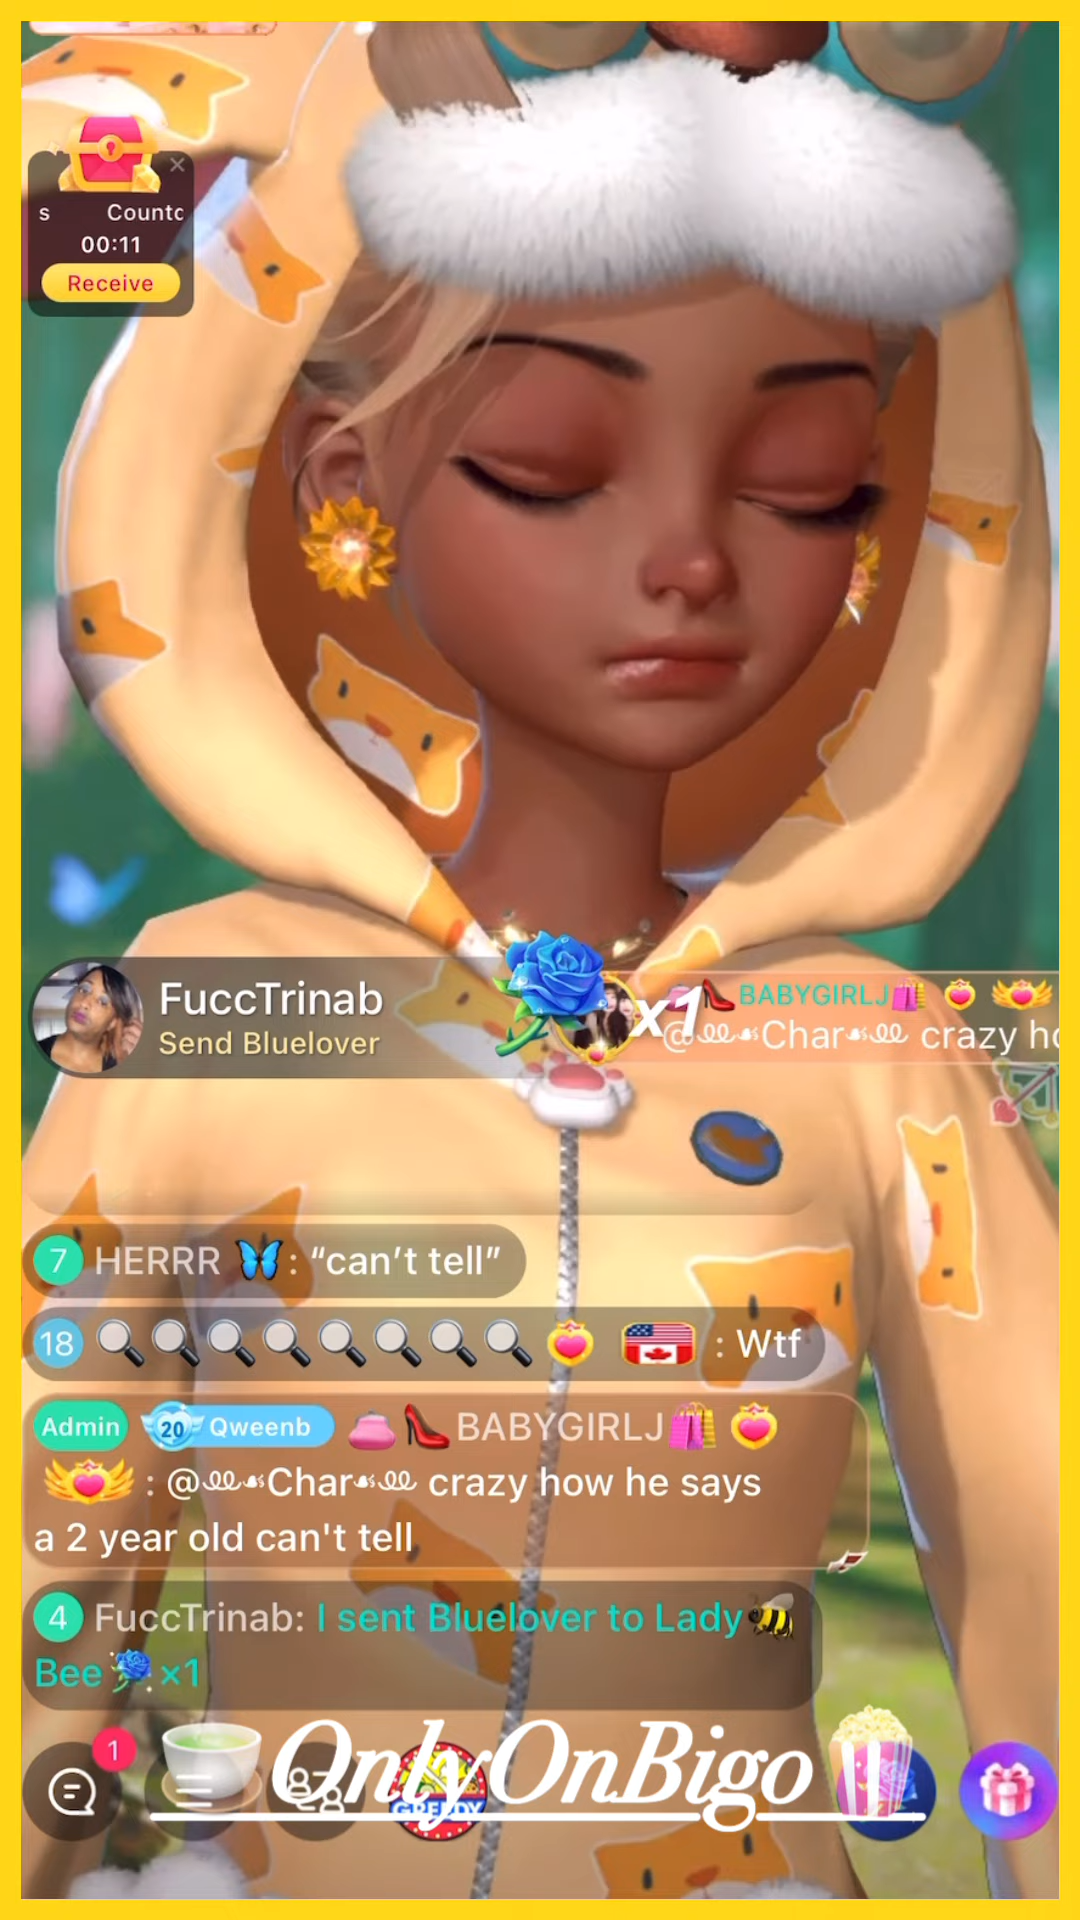 s Countc
00:11
Receive
FuccTrinab
Send Bluelover
x1
BABYGIRLJ
@Char crazy ho
7 HERRR : “can’t tell”
18 : Wtf
Admin 20 Qweenb BABYGIRLJ
: @Char crazy how he says
a 2 year old can't tell
4 FuccTrinab: I sent Bluelover to Lady
Bee x1
1
OnlyOnBigo
GREEDY